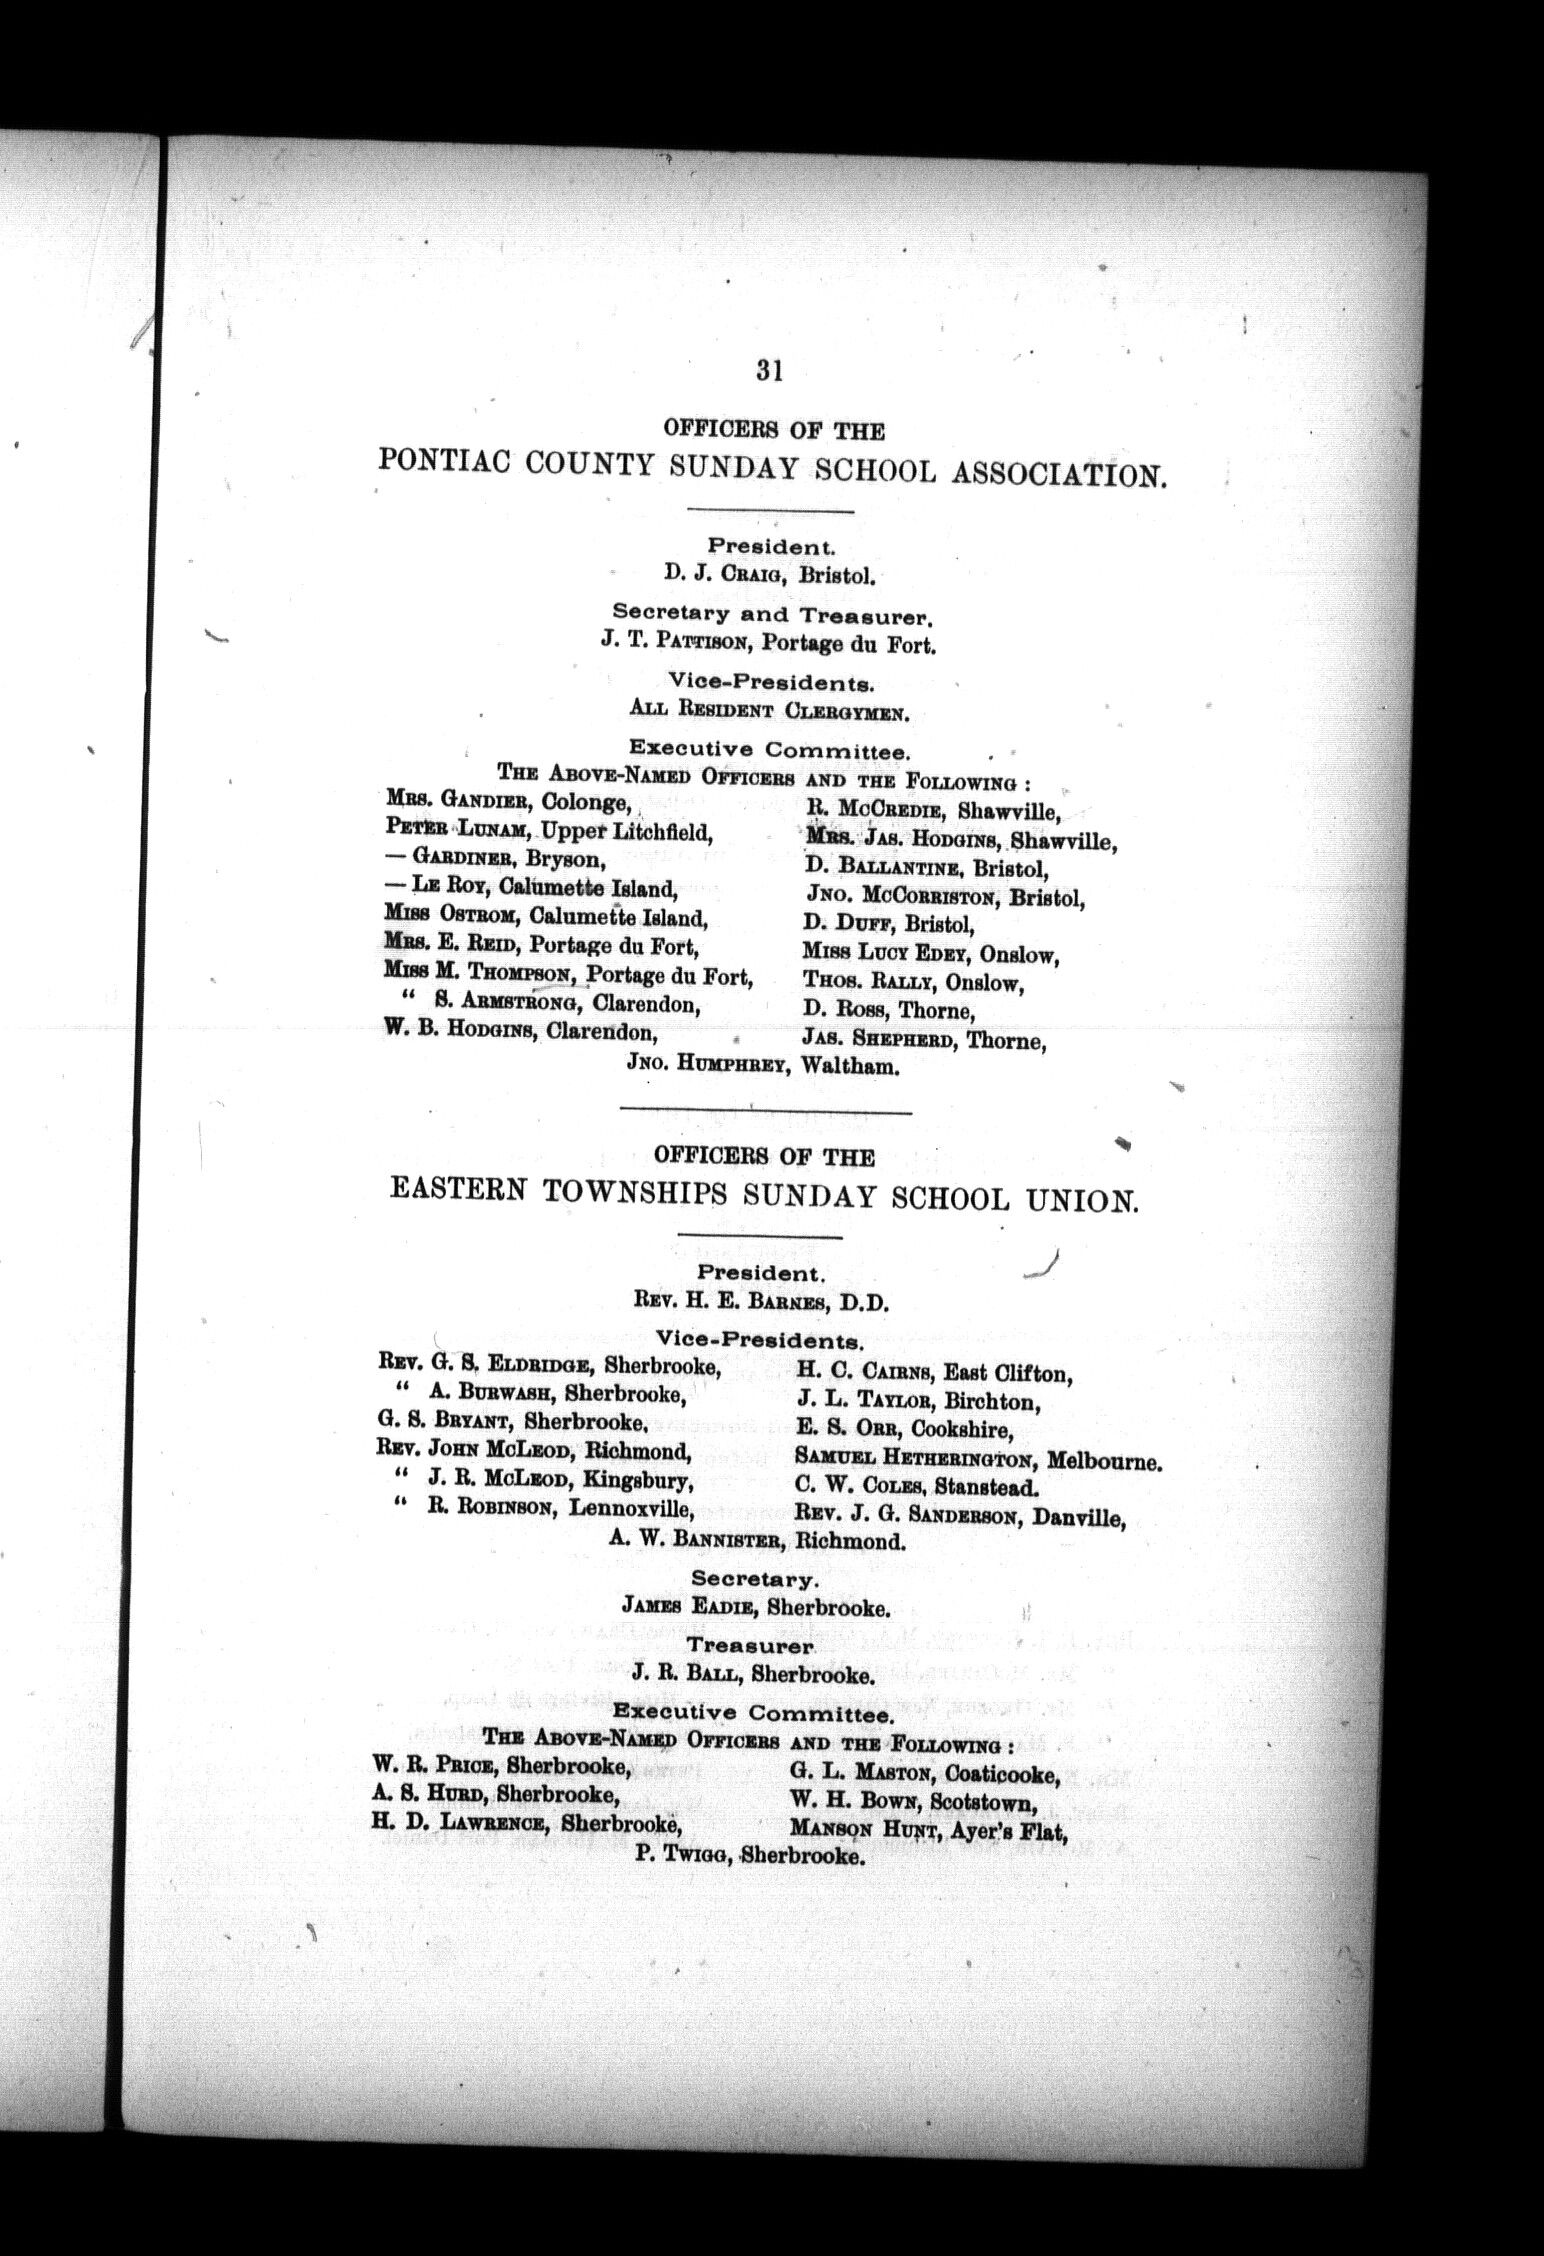 31
OFFICERS OF THE
PONTIAC COUNTY SUNDAY SCHOOL ASSOCIATION.
President.
D. J. CRAIG, Bristol.
Secretary and Treasurer.
J. T. PATTISON, Portage du Fort.
Vice-Presidents.
ALL RESIDENT CLERGYMEN.
Executive Committee.
THE ABOVE-NAMED OFFICERS AND THE FOLLOWING :
MRS. GANDIER, Colonge,
PETER LUNAM, Upper Litchfield,
— GARDINER, Bryson,
— LE ROY, Calumette Island,
MISS OSTROM, Calumette Island,
MRS. E. REID, Portage du Fort,
MISS M. THOMPSON, Portage du Fort,
" S. ARMSTRONG, Clarendon,
W. B. HODGINS, Clarendon,
R. MCCREDIE, Shawville,
MRS. JAS. HODGINS, Shawville,
D. BALLANTINE, Bristol,
JNO. MCCORRISTON, Bristol,
D. DUFF, Bristol,
MISS LUCY EDEY, Onslow,
THOS. RALLY, Onslow,
D. ROSS, Thorne,
JAS. SHEPHERD, Thorne,
JNO. HUMPHREY, Waltham.
OFFICERS OF THE
EASTERN TOWNSHIPS SUNDAY SCHOOL UNION.
President.
REV. H. E. BARNES, D.D.
Vice-Presidents.
REV. G. S. ELDRIDGE, Sherbrooke,
" A. BURWASH, Sherbrooke,
G. S. BRYANT, Sherbrooke,
REV. JOHN MCLEOD, Richmond,
" J. R. MCLEOD, Kingsbury,
" R. ROBINSON, Lennoxville,
H. C. CAIRNS, East Clifton,
J. L. TAYLOR, Birchton,
E. S. ORR, Cookshire,
SAMUEL HETHERINGTON, Melbourne.
C. W. COLES, Stanstead.
REV. J. G. SANDERSON, Danville,
A. W. BANNISTER, Richmond.
Secretary.
JAMES EADIE, Sherbrooke.
Treasurer
J. R. BALL, Sherbrooke.
Executive Committee.
THE ABOVE-NAMED OFFICERS AND THE FOLLOWING :
W. R. PRICE, Sherbrooke,
A. S. HURD, Sherbrooke,
H. D. LAWRENCE, Sherbrooke,
G. L. MASTON, Coaticooke,
W. H. BOWN, Scotstown,
MANSON HUNT, Ayer's Flat,
P. TWIGG, Sherbrooke.